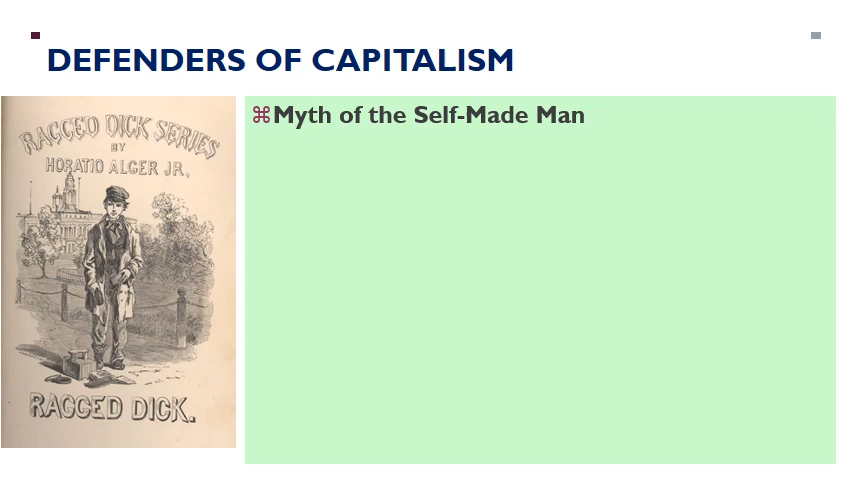 DEFENDERS OF CAPITALISM
RAGGED DICK SERIES
BY
HORATIO ALGER JR.
RAGGED DICK.
⌘Myth of the Self-Made Man